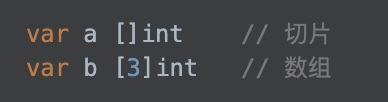 var a []int    // 切片
var b [3]int   // 数组